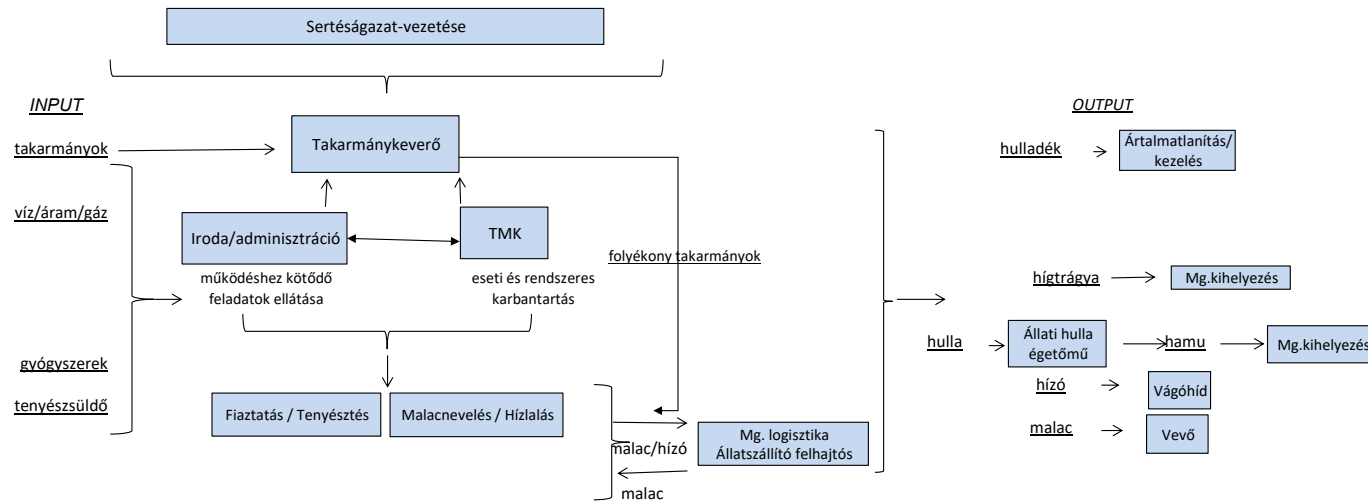 Sertéságazat-vezetése
INPUT
OUTPUT
takarmányok
Takarmánykeverő
hulladék
Ártalmatlanítás/
kezelés
víz/áram/gáz
Iroda/adminisztráció
TMK
folyékony takarmányok
működéshez kötődő
feladatok ellátása
eseti és rendszeres
karbantartás
hígtrágya
Mg.kihelyezés
hulla
Állati hulla
égetőmű
hamu
Mg.kihelyezés
gyógyszerek
hízó
Vágóhíd
tenyészsüldő
Fiaztatás / Tenyésztés
Malacnevelés / Hízlalás
malac
Vevő
malac/hízó
Mg. logisztika
Állatszállító felhajtós
malac